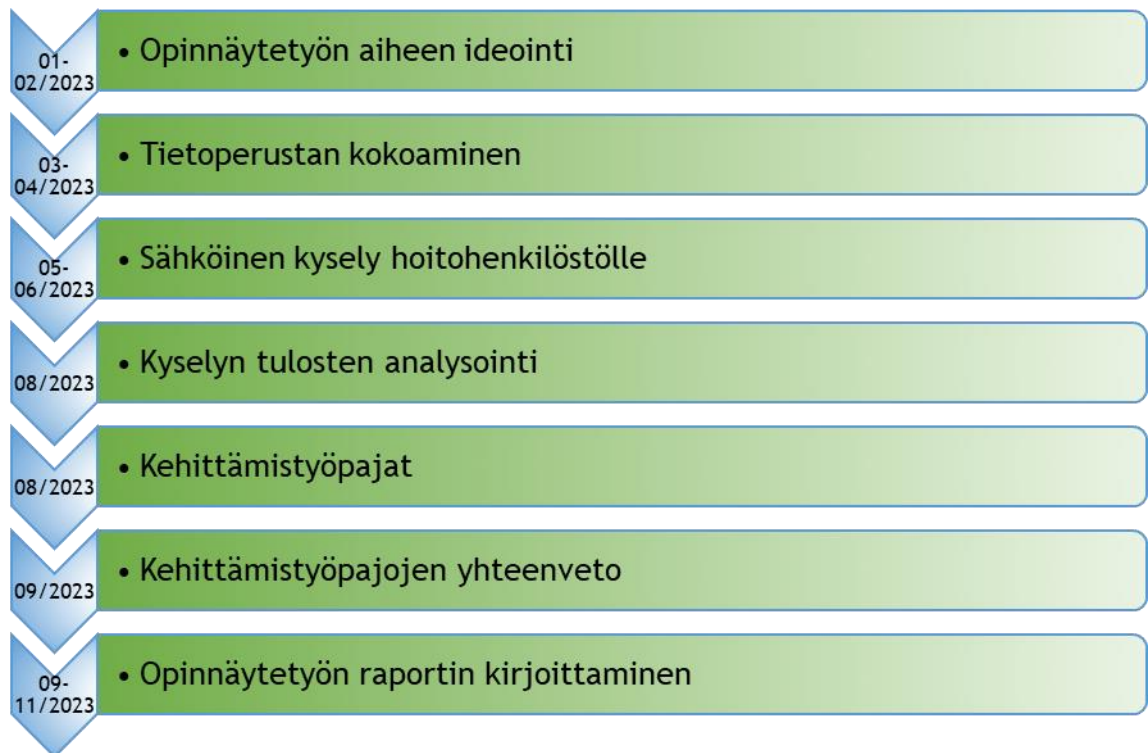 01-
02/2023
• Opinnäytetyön aiheen ideointi
03-
04/2023
• Tietoperustan kokoaminen
05-
06/2023
• Sähköinen kysely hoitohenkilöstölle
08/2023
• Kyselyn tulosten analysointi
08/2023
• Kehittämistyöpajat
09/2023
• Kehittämistyöpajojen yhteenveto
09-
11/2023
• Opinnäytetyön raportin kirjoittaminen